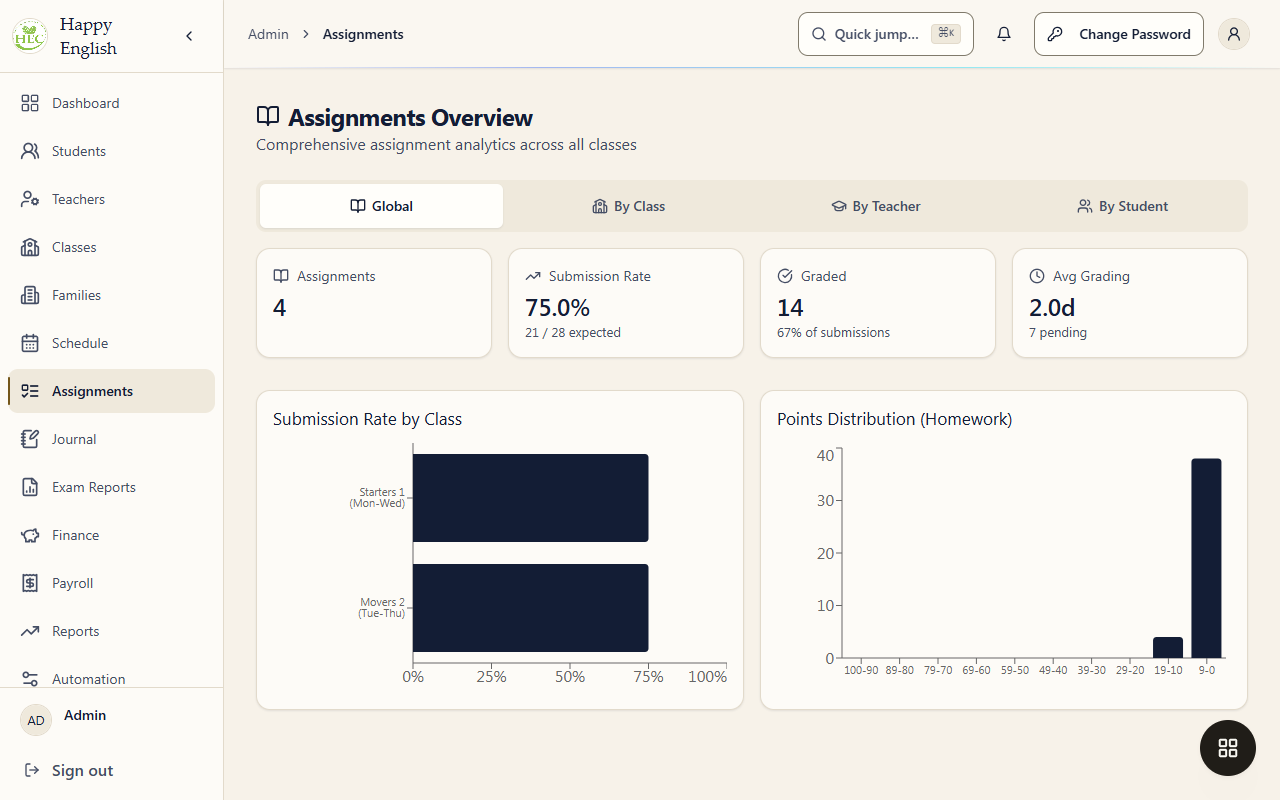 HEC
Happy
English
Dashboard
Students
Teachers
Classes
Families
Schedule
Assignments
Journal
Exam Reports
Finance
Payroll
Reports
Automation
AD
Admin
Sign out
Admin > Assignments
Quick jump...
⌘K
Change Password
Assignments Overview
Comprehensive assignment analytics across all classes
Global
By Class
By Teacher
By Student
Assignments
4
Submission Rate
75.0%
21 / 28 expected
Graded
14
67% of submissions
Avg Grading
2.0d
7 pending
Submission Rate by Class
Starters 1
(Mon-Wed)
Movers 2
(Tue-Thu)
0% 25% 50% 75% 100%
Points Distribution (Homework)
40
30
20
10
0
100-90 89-80 79-70 69-60 59-50 49-40 39-30 29-20 19-10 9-0